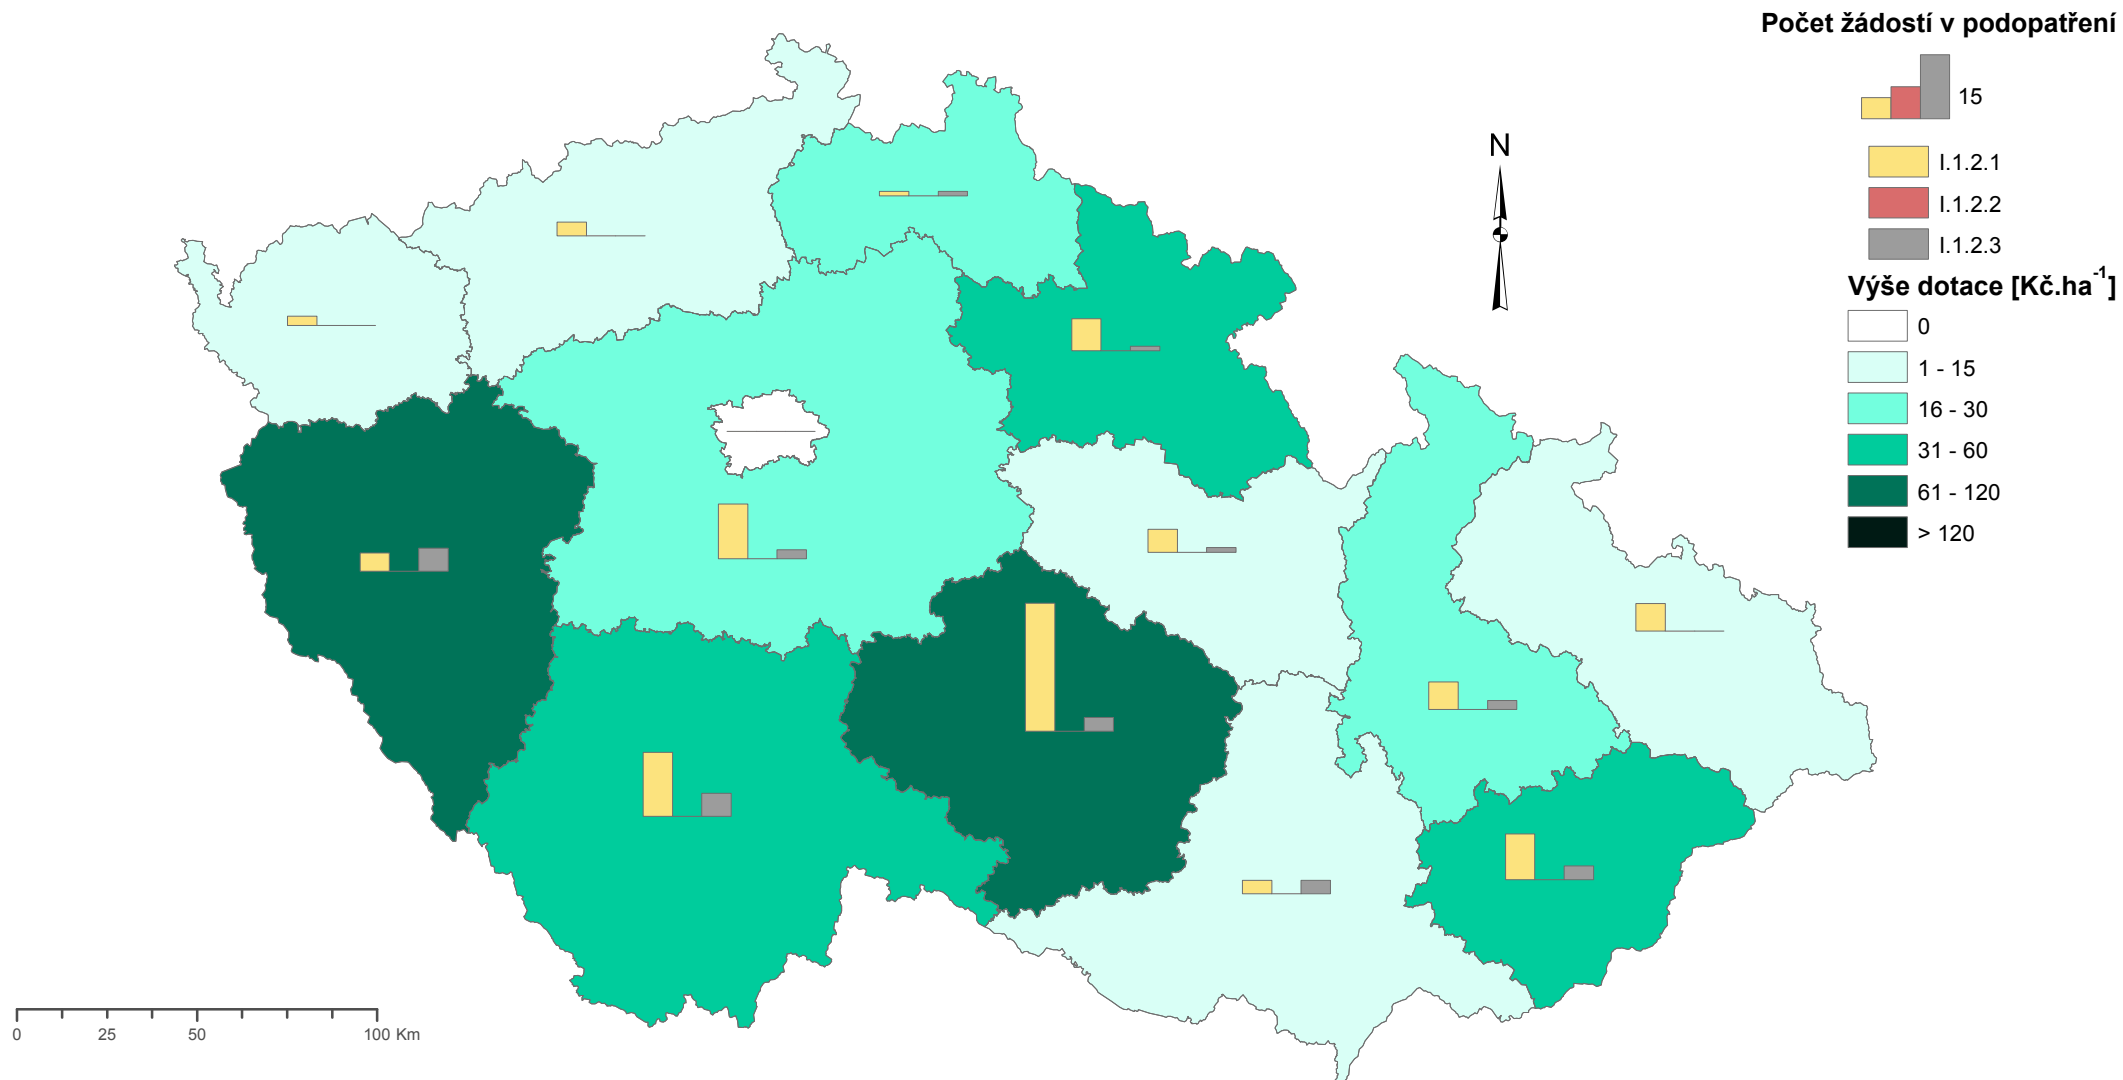 Počet žádostí v podopatření
15
I.1.2.1
I.1.2.2
I.1.2.3
Výše dotace [Kč.ha⁻¹]
0
1 - 15
16 - 30
31 - 60
61 - 120
> 120
N
0 25 50 100 Km